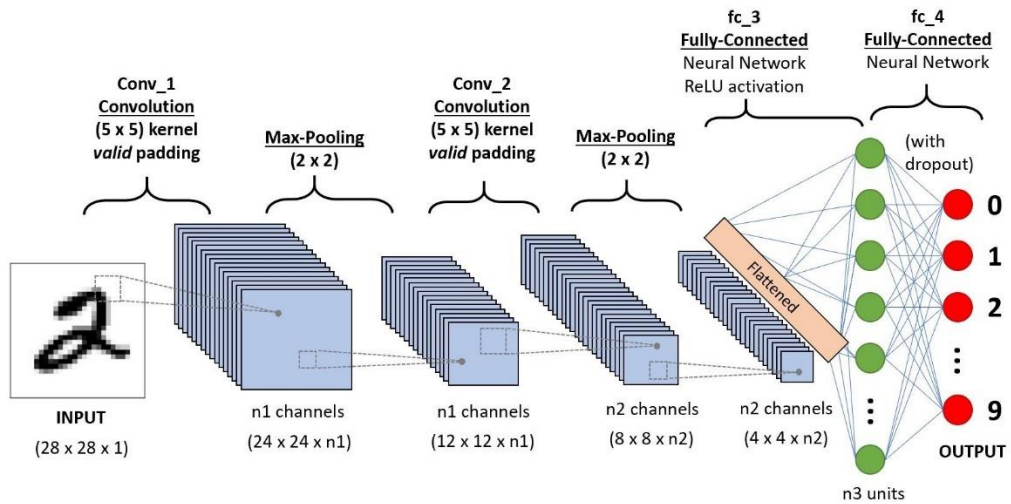 fc_3
Fully-Connected
Neural Network
ReLU activation
fc_4
Fully-Connected
Neural Network
Conv_1
Convolution
(5 x 5) kernel
valid padding
Max-Pooling
(2 x 2)
Conv_2
Convolution
(5 x 5) kernel
valid padding
Max-Pooling
(2 x 2)
(with
dropout)
Flattened
0
1
2
9
INPUT
(28 x 28 x 1)
n1 channels
(24 x 24 x n1)
n1 channels
(12 x 12 x n1)
n2 channels
(8 x 8 x n2)
n2 channels
(4 x 4 x n2)
OUTPUT
n3 units
2